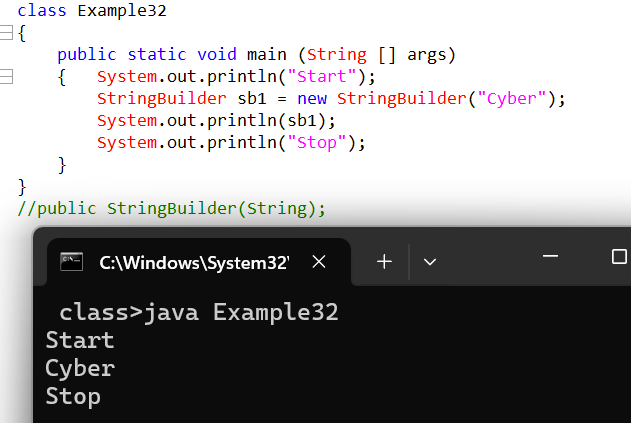 class Example32
{
    public static void main (String [] args)
    {   System.out.println("Start");
        StringBuilder sb1 = new StringBuilder("Cyber");
        System.out.println(sb1);
        System.out.println("Stop");
    }
}
//public StringBuilder(String);
C:\Windows\System32\
class>java Example32
Start
Cyber
Stop